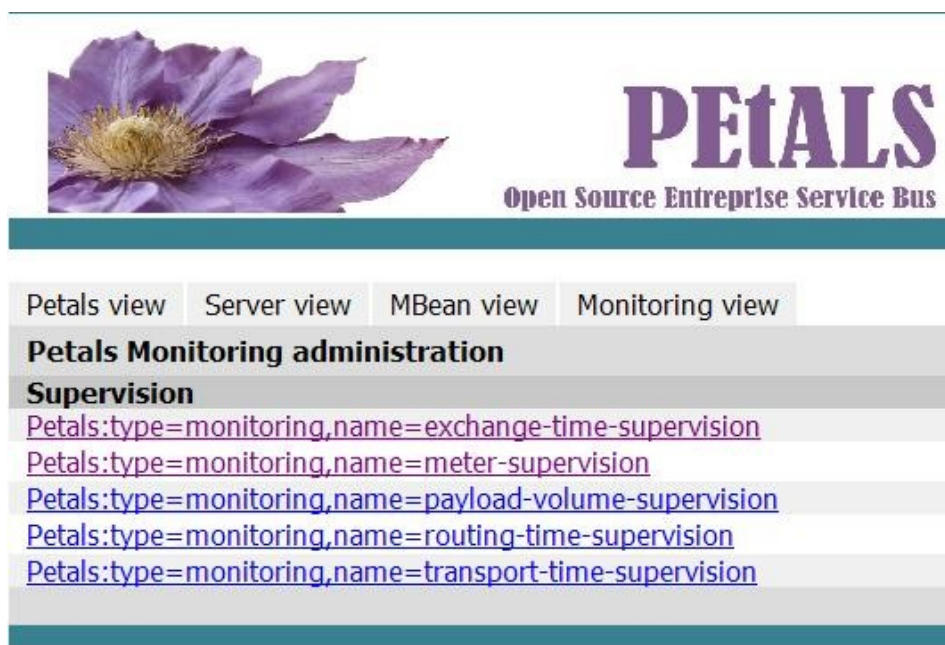 PEtALS
Open Source Entreprise Service Bus
Petals view Server view MBean view Monitoring view
Petals Monitoring administration
Supervision
Petals:type=monitoring,name=exchange-time-supervision
Petals:type=monitoring,name=meter-supervision
Petals:type=monitoring,name=payload-volume-supervision
Petals:type=monitoring,name=routing-time-supervision
Petals:type=monitoring,name=transport-time-supervision